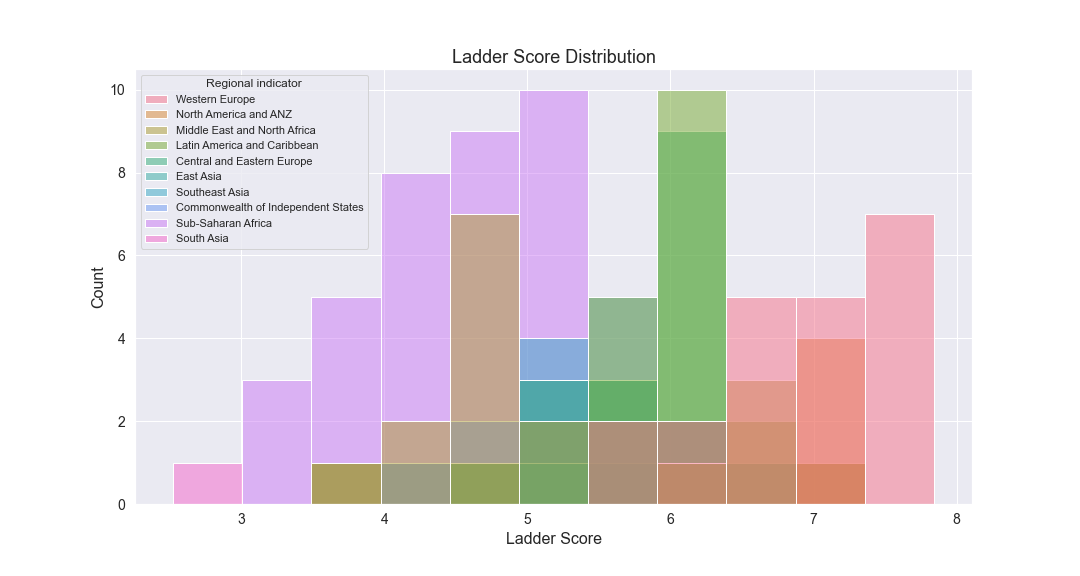 Ladder Score Distribution
Regional indicator
Western Europe
North America and ANZ
Middle East and North Africa
Latin America and Caribbean
Central and Eastern Europe
East Asia
Southeast Asia
Commonwealth of Independent States
Sub-Saharan Africa
South Asia
Count
10
8
6
4
2
0
3 4 5 6 7 8
Ladder Score